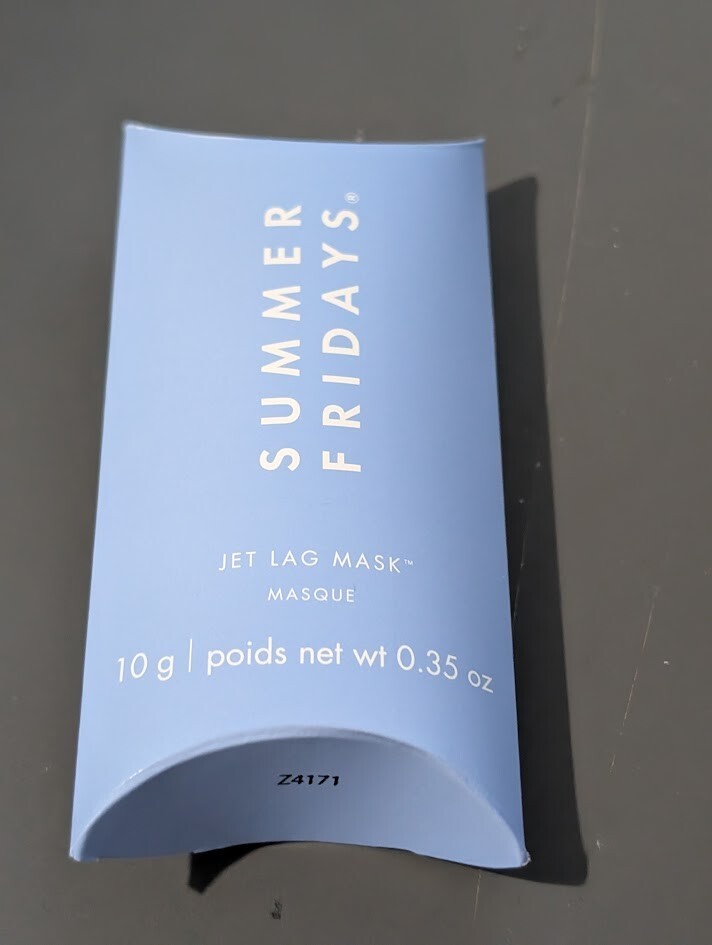 SUMMER
FRIDAYS®
JET LAG MASK™
MASQUE
10 g | poids net wt 0.35 oz
Z4171